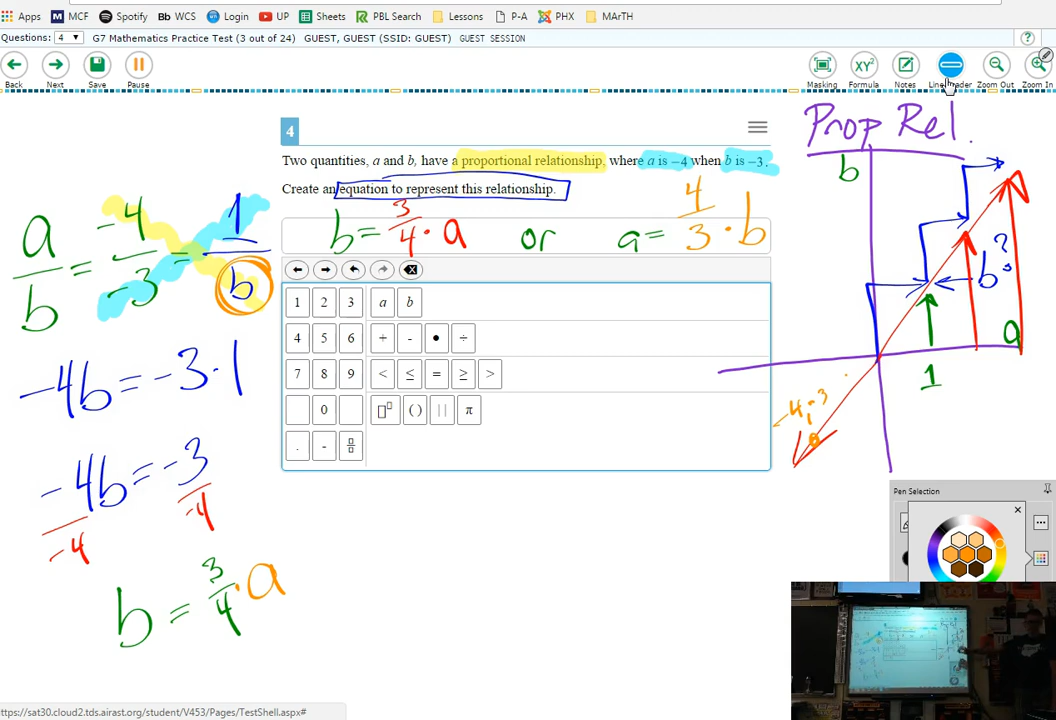 Apps MCF Spotify Bb WCS Login UP Sheets PBL Search Lessons P-A PHX MArTH
Questions: 4 G7 Mathematics Practice Test (3 out of 24) GUEST, GUEST (SSID: GUEST) GUEST SESSION
Back Next Save Pause Masking Formula Notes Line Reader Zoom Out Zoom In
XY²
Prop Rel.
4
Two quantities, a and b, have a proportional relationship, where a is −4 when b is −3.
Create an equation to represent this relationship.
b = 3/4 · a or a = 4/3 · b
a/b = -4/-3 = 1/b
-4b = -3·1
-4b = -3
-4 -4
b = 3/4 · a
1 2 3 a b
4 5 6 + - • ÷
7 8 9 < ≤ = ≥ >
0 ( ) | | π
. -
b
b?
a
1
-4,-3
Pen Selection
https://sat30.cloud2.tds.airast.org/student/V453/Pages/TestShell.aspx#